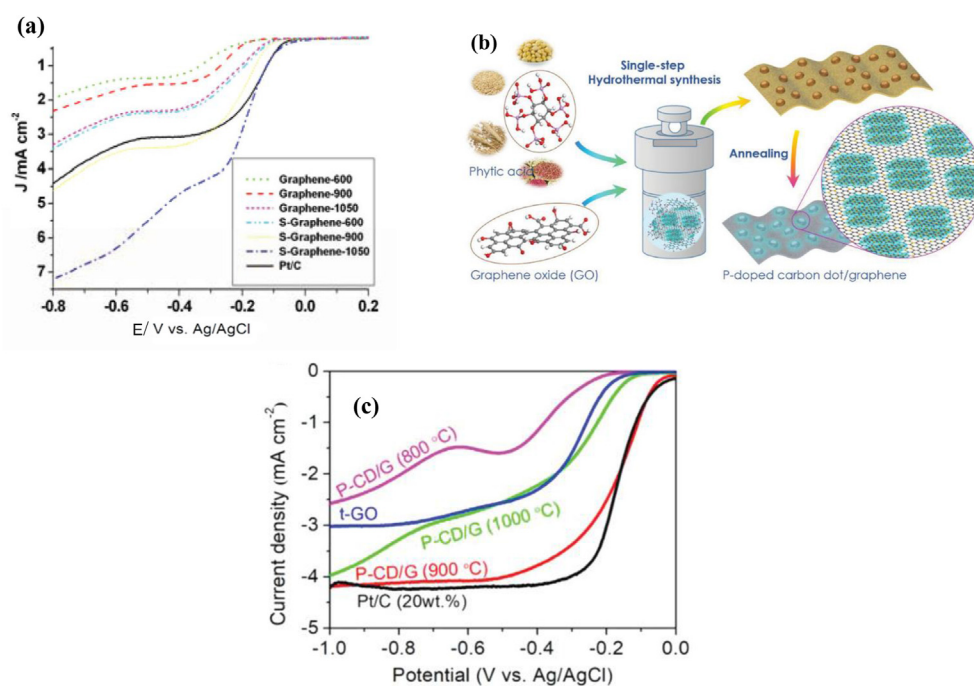 (a)
J /mA cm-2
1
2
3
4
5
6
7
Graphene-600
Graphene-900
Graphene-1050
S-Graphene-600
S-Graphene-900
S-Graphene-1050
Pt/C
-0.8 -0.6 -0.4 -0.2 0.0 0.2
E/ V vs. Ag/AgCl
(b)
Single-step
Hydrothermal synthesis
Phytic acid
Annealing
Graphene oxide (GO)
P-doped carbon dot/graphene
(c)
Current density (mA cm-2)
0
-1
-2
-3
-4
-5
P-CD/G (800 °C)
t-GO
P-CD/G (1000 °C)
P-CD/G (900 °C)
Pt/C (20wt.%)
-1.0 -0.8 -0.6 -0.4 -0.2 0.0
Potential (V vs. Ag/AgCl)